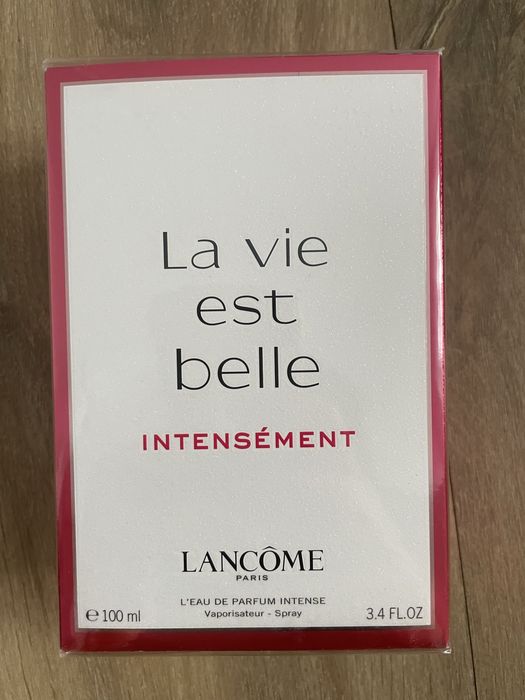 La vie
est
belle
INTENSÉMENT
LANCÔME
PARIS
L'EAU DE PARFUM INTENSE
Vaporisateur - Spray
℮ 100 ml
3.4 FL.OZ